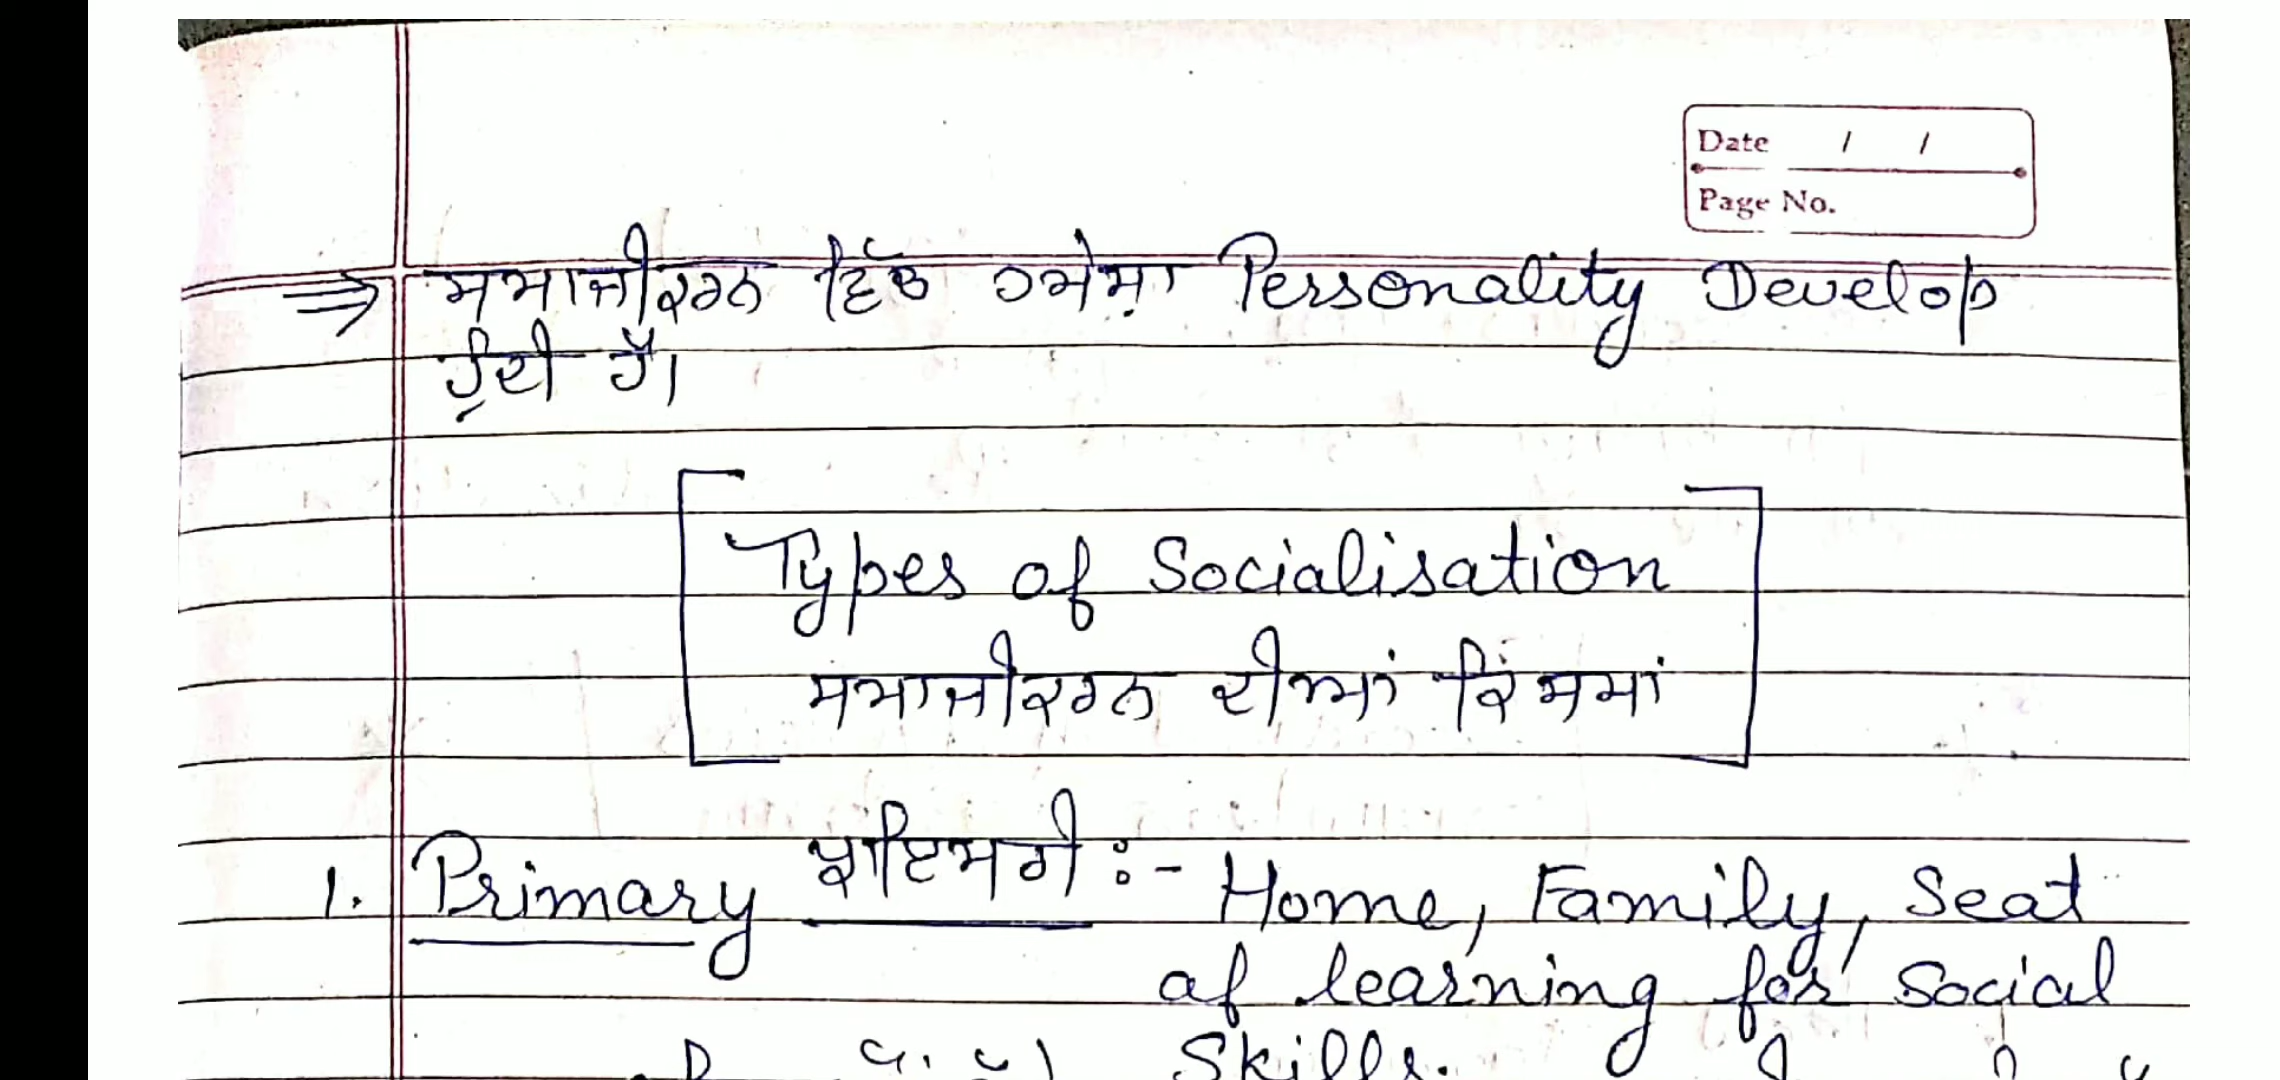 Date / /
Page No.
⇒ ਸਮਾਜੀਕਰਨ ਵਿੱਚ ਹਮੇਸ਼ਾ Personality Develop
ਹੁੰਦੀ ਹੈ।
Types of Socialisation
ਸਮਾਜੀਕਰਨ ਦੀਆਂ ਕਿਸਮਾਂ
1. Primary ਪ੍ਰਾਇਮਰੀ :- Home, Family, Seat
of learning for Social
Skills.